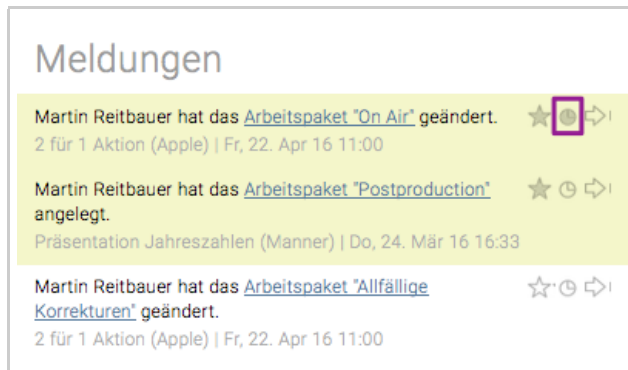 Meldungen
Martin Reitbauer hat das Arbeitspaket "On Air" geändert.
2 für 1 Aktion (Apple) | Fr, 22. Apr 16 11:00
Martin Reitbauer hat das Arbeitspaket "Postproduction"
angelegt.
Präsentation Jahreszahlen (Manner) | Do, 24. Mär 16 16:33
Martin Reitbauer hat das Arbeitspaket "Allfällige
Korrekturen" geändert.
2 für 1 Aktion (Apple) | Fr, 22. Apr 16 11:00